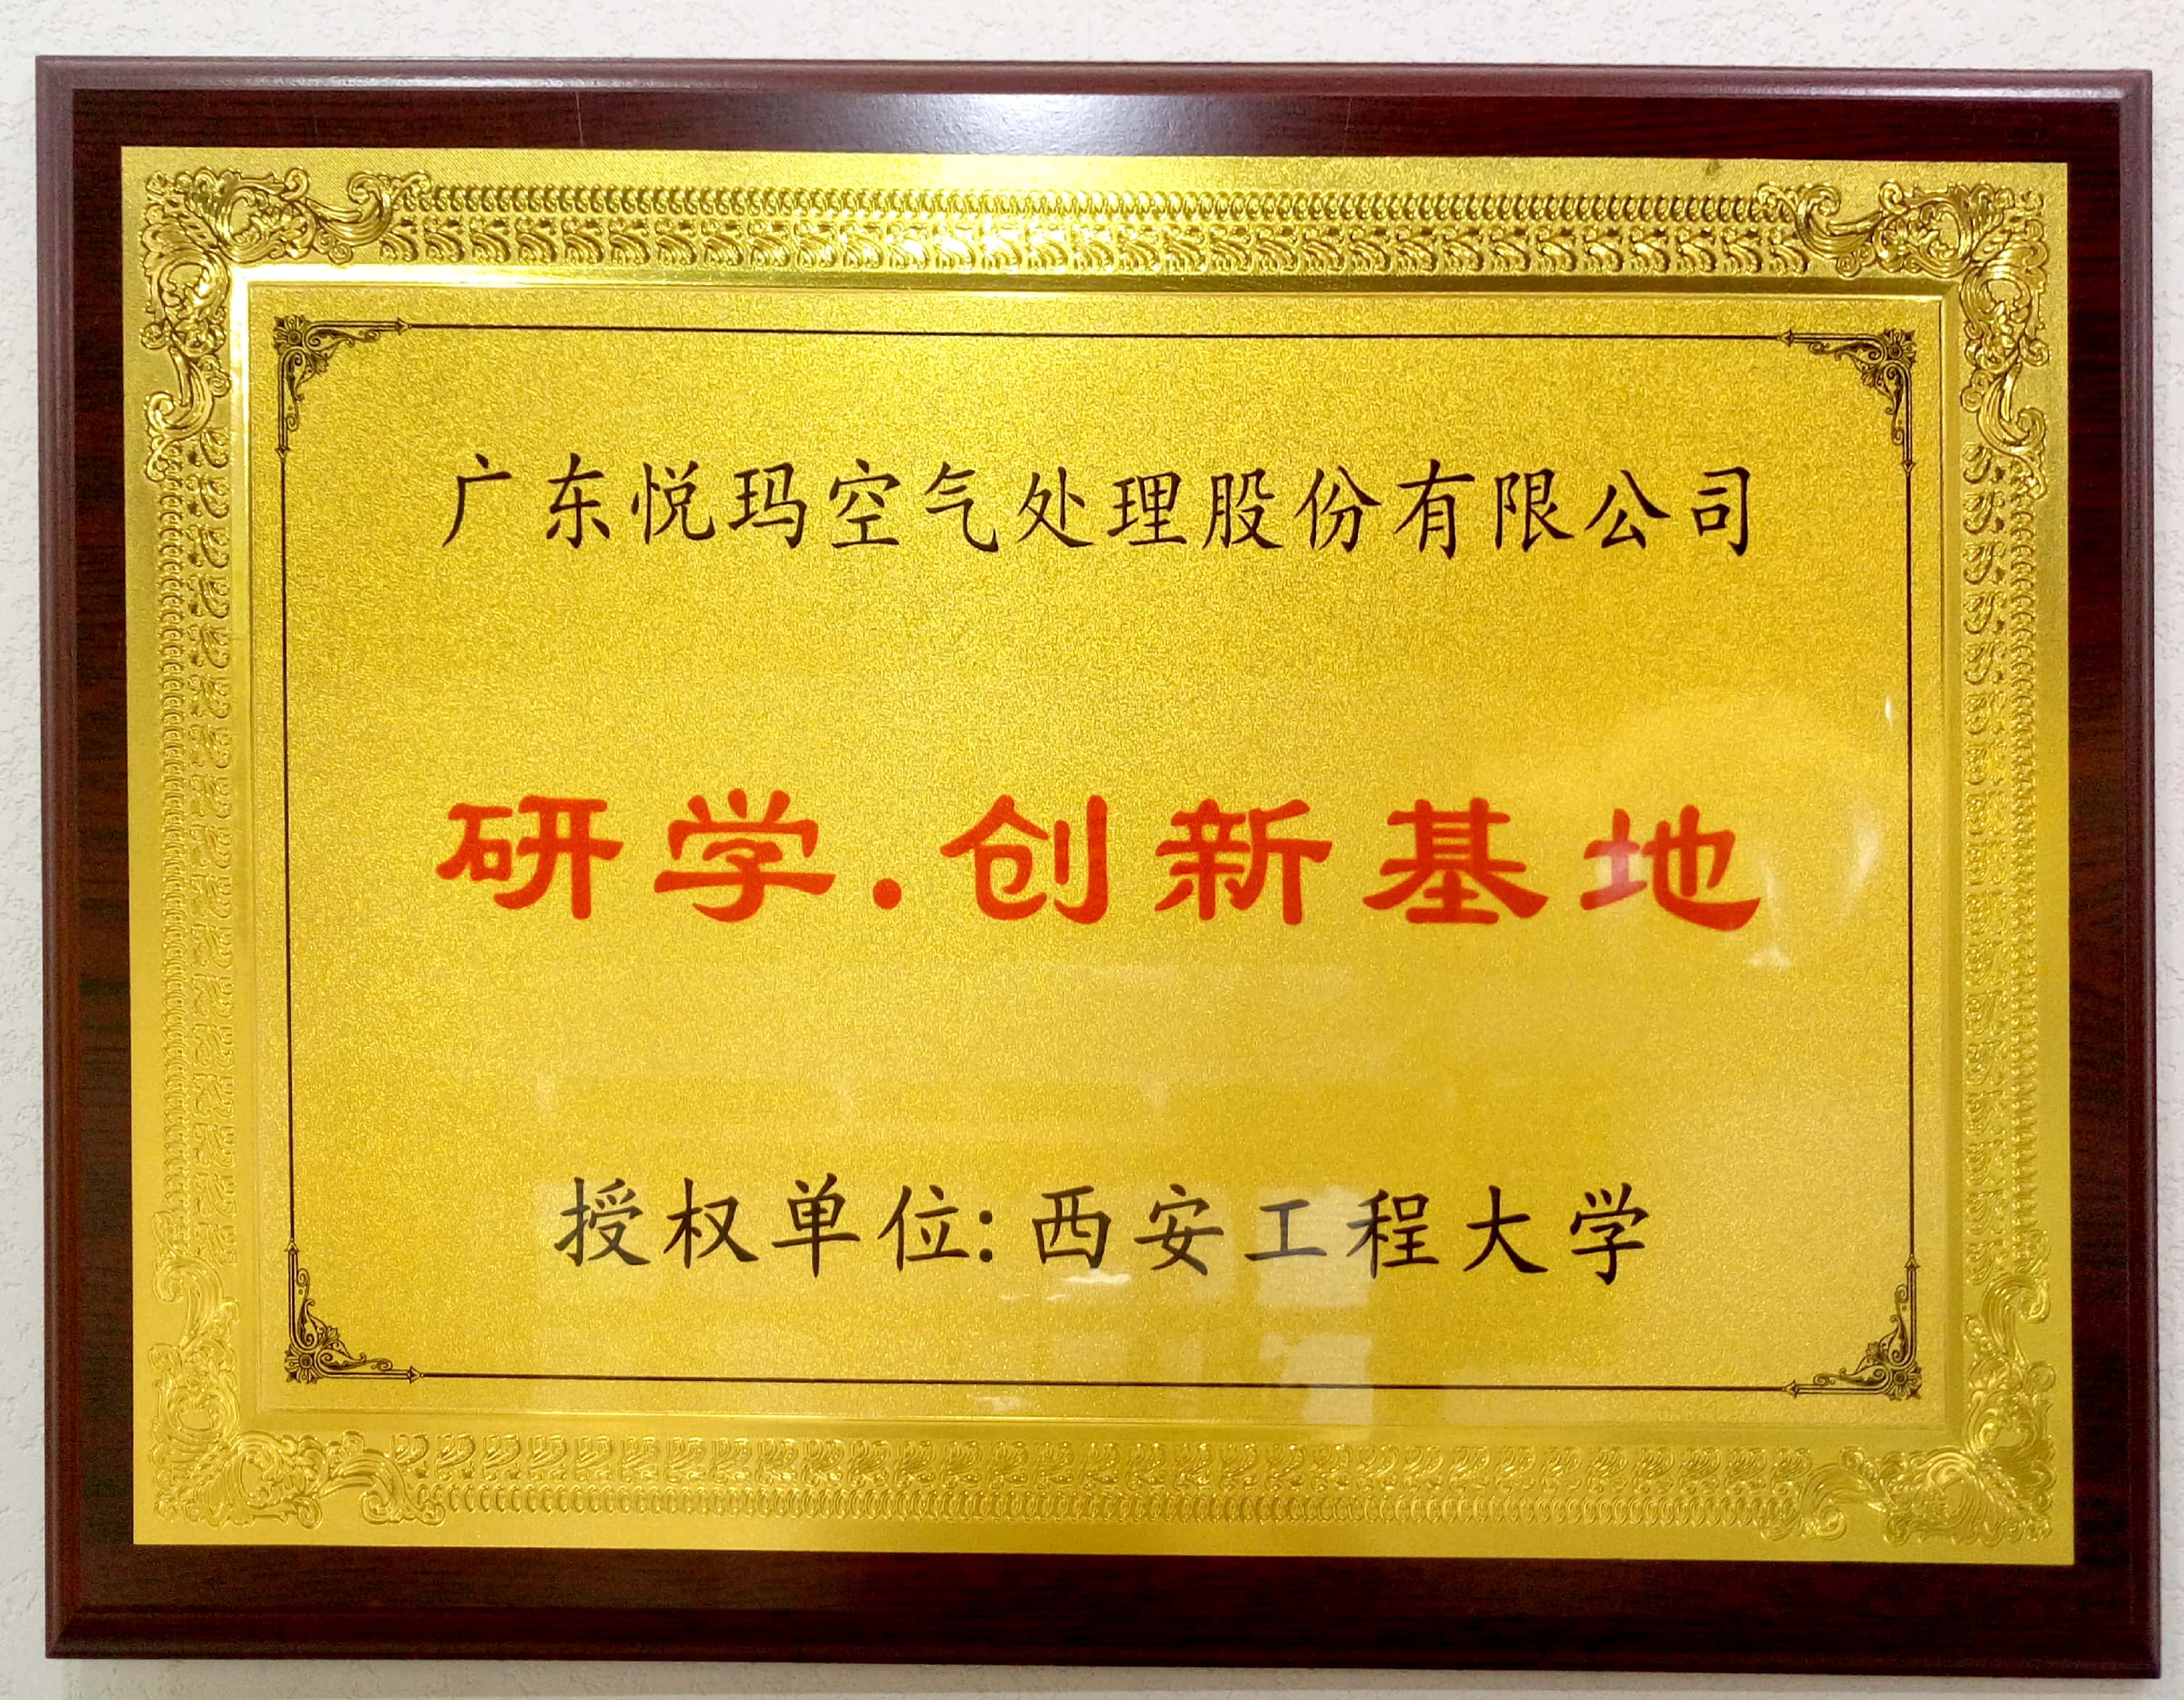 广东悦玛空气处理股份有限公司
研学.创新基地
授权单位:西安工程大学